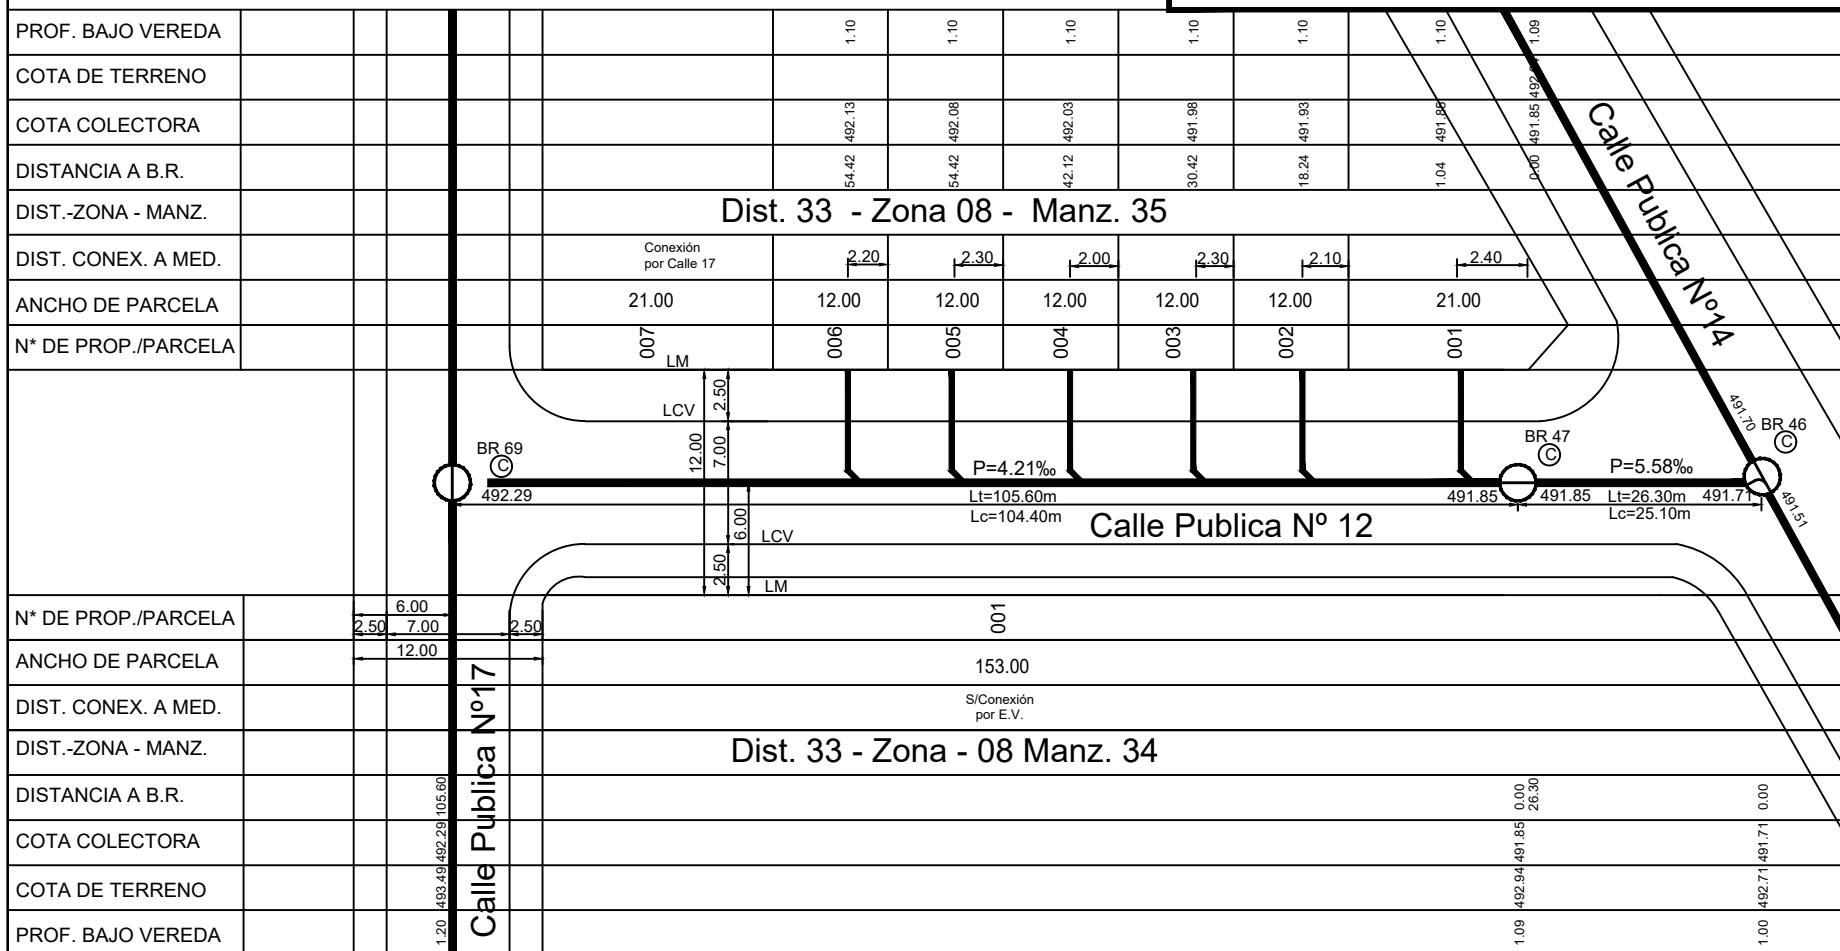 PROF. BAJO VEREDA 1.10 1.10 1.10 1.10 1.10 1.10 1.09
COTA DE TERRENO
COTA COLECTORA 492.13 492.08 492.03 491.98 491.93 491.85
DISTANCIA A B.R. 54.42 54.42 42.12 30.42 18.24 1.04 0.00
DIST.-ZONA - MANZ. Dist. 33 - Zona 08 - Manz. 35
DIST. CONEX. A MED. Conexión por Calle 17 2.20 2.30 2.00 2.30 2.10 2.40
ANCHO DE PARCELA 21.00 12.00 12.00 12.00 12.00 12.00 21.00
N* DE PROP./PARCELA 007 006 005 004 003 002 001
Calle Publica Nº14
LM
LCV
2.50
12.00
7.00
BR 69
C
492.29
P=4.21‰
Lt=105.60m
Lc=104.40m
491.85
BR 47
C
491.85
P=5.58‰
Lt=26.30m
Lc=25.10m
491.71
491.70
BR 46
C
491.51
Calle Publica Nº 12
6.00
LCV
2.50
LM
6.00
2.50 7.00 2.50
12.00
Calle Publica Nº17
N* DE PROP./PARCELA 001
ANCHO DE PARCELA 153.00
DIST. CONEX. A MED. S/Conexión por E.V.
DIST.-ZONA - MANZ. Dist. 33 - Zona - 08 Manz. 34
DISTANCIA A B.R. 105.60 0.00 26.30 0.00
COTA COLECTORA 492.29 491.85 491.71
COTA DE TERRENO 493.49 492.94 492.71
PROF. BAJO VEREDA 1.20 1.09 1.00